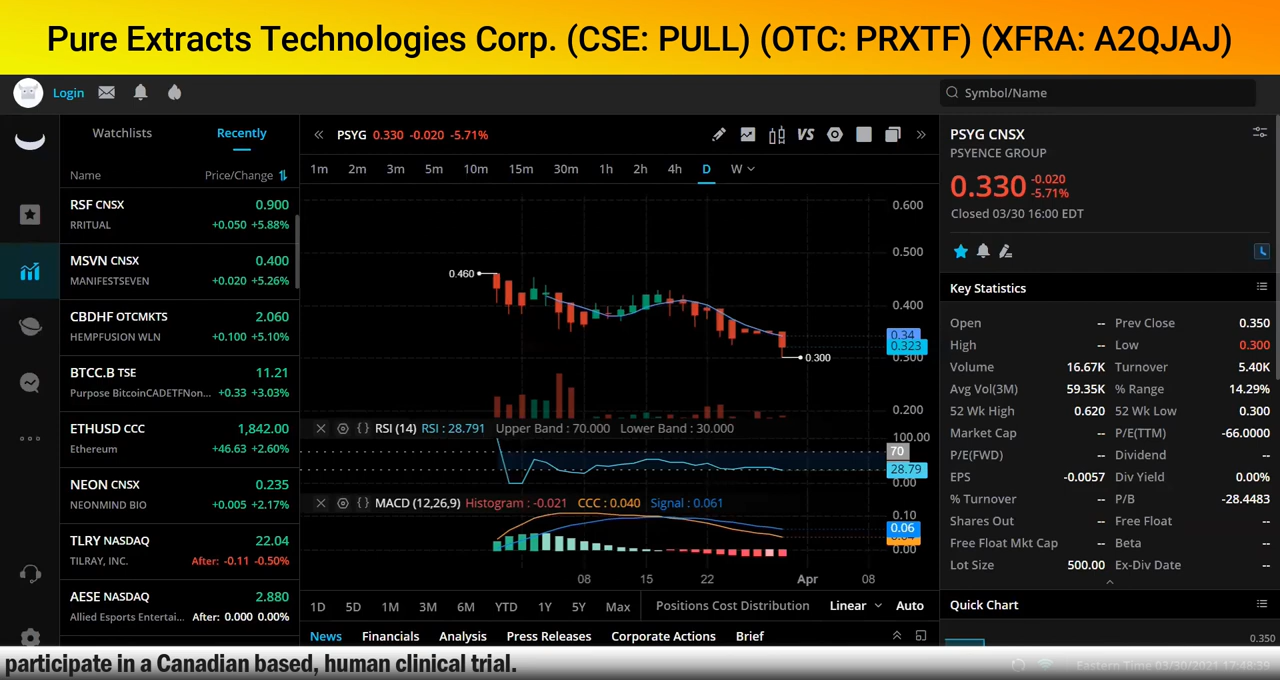 Pure Extracts Technologies Corp. (CSE: PULL) (OTC: PRXTF) (XFRA: A2QJAJ)
Login
Symbol/Name
Watchlists Recently
Name Price/Change
RSF CNSX 0.900
RRITUAL +0.050 +5.88%
MSVN CNSX 0.400
MANIFESTSEVEN +0.020 +5.26%
CBDHF OTCMKTS 2.060
HEMPFUSION WLN +0.100 +5.10%
BTCC.B TSE 11.21
Purpose BitcoinCADETFNon... +0.33 +3.03%
ETHUSD CCC 1,842.00
Ethereum +46.63 +2.60%
NEON CNSX 0.235
NEONMIND BIO +0.005 +2.17%
TLRY NASDAQ 22.04
TILRAY, INC. After: -0.11 -0.50%
AESE NASDAQ 2.880
Allied Esports Entertai... After: 0.000 0.00%
PSYG 0.330 -0.020 -5.71%
VS
1m 2m 3m 5m 10m 15m 30m 1h 2h 4h D W
0.600
0.500
0.460
0.400
0.34
0.323
0.300
0.300
0.200
RSI (14) RSI : 28.791 Upper Band : 70.000 Lower Band : 30.000
100.00
70
28.79
0.00
MACD (12,26,9) Histogram : -0.021 CCC : 0.040 Signal : 0.061
0.10
0.06
0.00
08 15 22 Apr 08
1D 5D 1M 3M 6M YTD 1Y 5Y Max Positions Cost Distribution Linear Auto
News Financials Analysis Press Releases Corporate Actions Brief
PSYG CNSX
PSYENCE GROUP
0.330 -0.020
-5.71%
Closed 03/30 16:00 EDT
Key Statistics
Open -- Prev Close 0.350
High -- Low 0.300
Volume 16.67K Turnover 5.40K
Avg Vol(3M) 59.35K % Range 14.29%
52 Wk High 0.620 52 Wk Low 0.300
Market Cap -- P/E(TTM) -66.0000
P/E(FWD) -- Dividend --
EPS -0.0057 Div Yield 0.00%
% Turnover -- P/B -28.4483
Shares Out -- Free Float --
Free Float Mkt Cap -- Beta --
Lot Size 500.00 Ex-Div Date --
Quick Chart
0.350
participate in a Canadian based, human clinical trial.
Eastern Time 03/30/2021 17:48:39